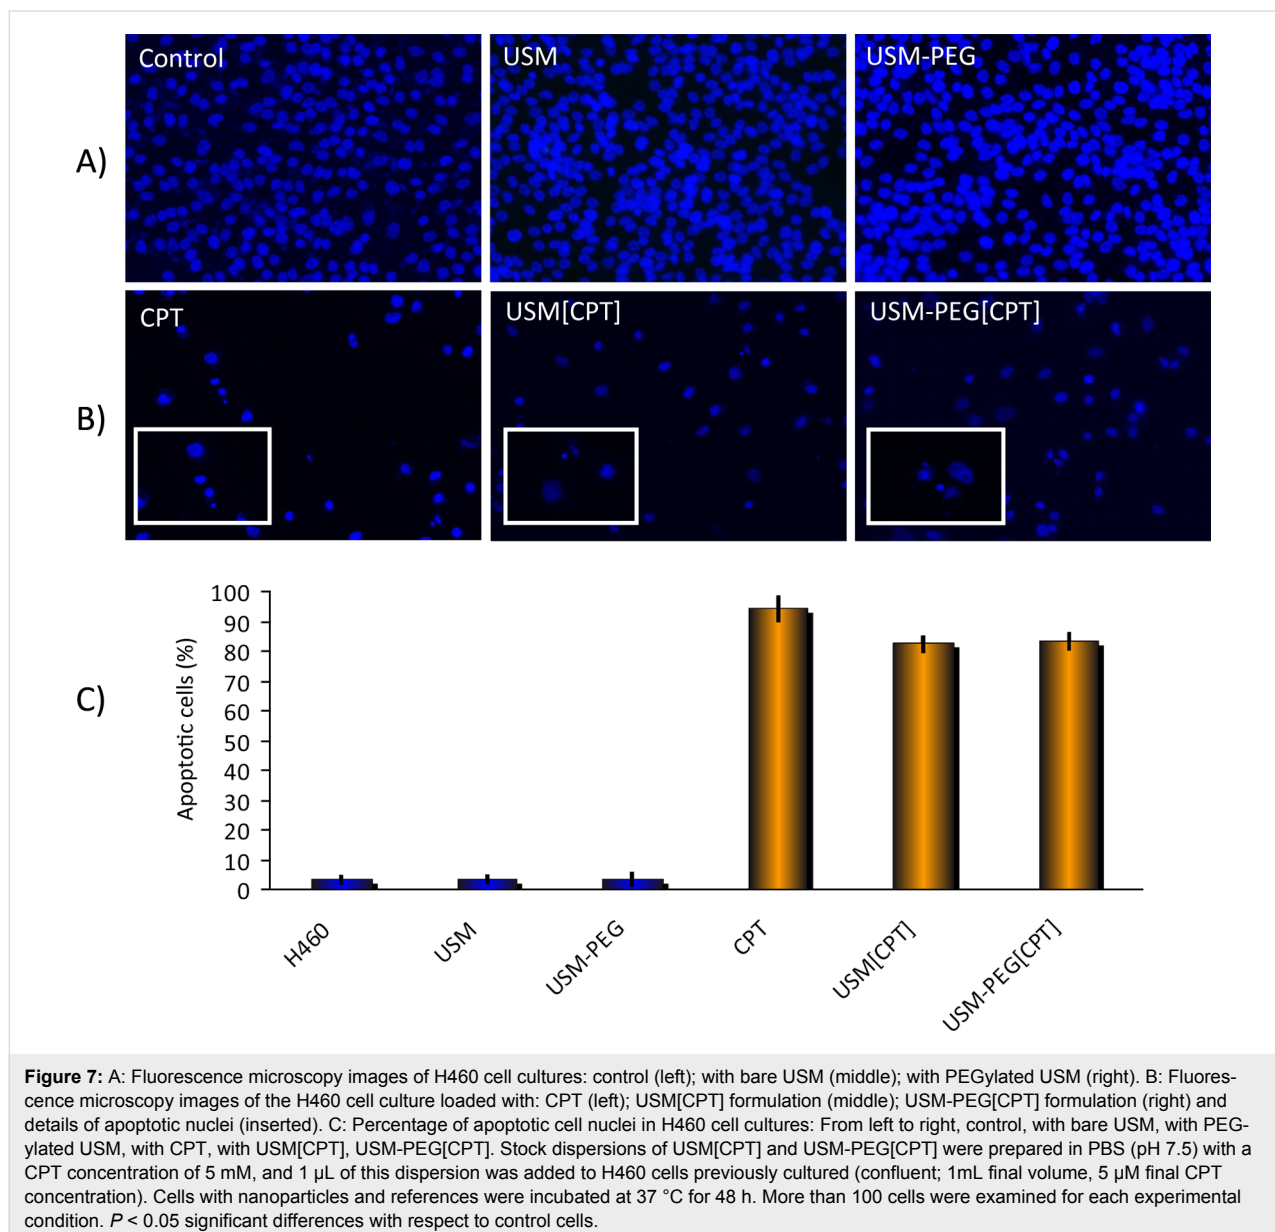 A)
Control
USM
USM-PEG
B)
CPT
USM[CPT]
USM-PEG[CPT]
C)
Apoptotic cells (%)
100
90
80
70
60
50
40
30
20
10
0
H460
USM
USM-PEG
CPT
USM[CPT]
USM-PEG[CPT]
Figure 7: A: Fluorescence microscopy images of H460 cell cultures: control (left); with bare USM (middle); with PEGylated USM (right). B: Fluores-
cence microscopy images of the H460 cell culture loaded with: CPT (left); USM[CPT] formulation (middle); USM-PEG[CPT] formulation (right) and
details of apoptotic nuclei (inserted). C: Percentage of apoptotic cell nuclei in H460 cell cultures: From left to right, control, with bare USM, with PEG-
ylated USM, with CPT, with USM[CPT], USM-PEG[CPT]. Stock dispersions of USM[CPT] and USM-PEG[CPT] were prepared in PBS (pH 7.5) with a
CPT concentration of 5 mM, and 1 µL of this dispersion was added to H460 cells previously cultured (confluent; 1mL final volume, 5 µM final CPT
concentration). Cells with nanoparticles and references were incubated at 37 °C for 48 h. More than 100 cells were examined for each experimental
condition. P < 0.05 significant differences with respect to control cells.